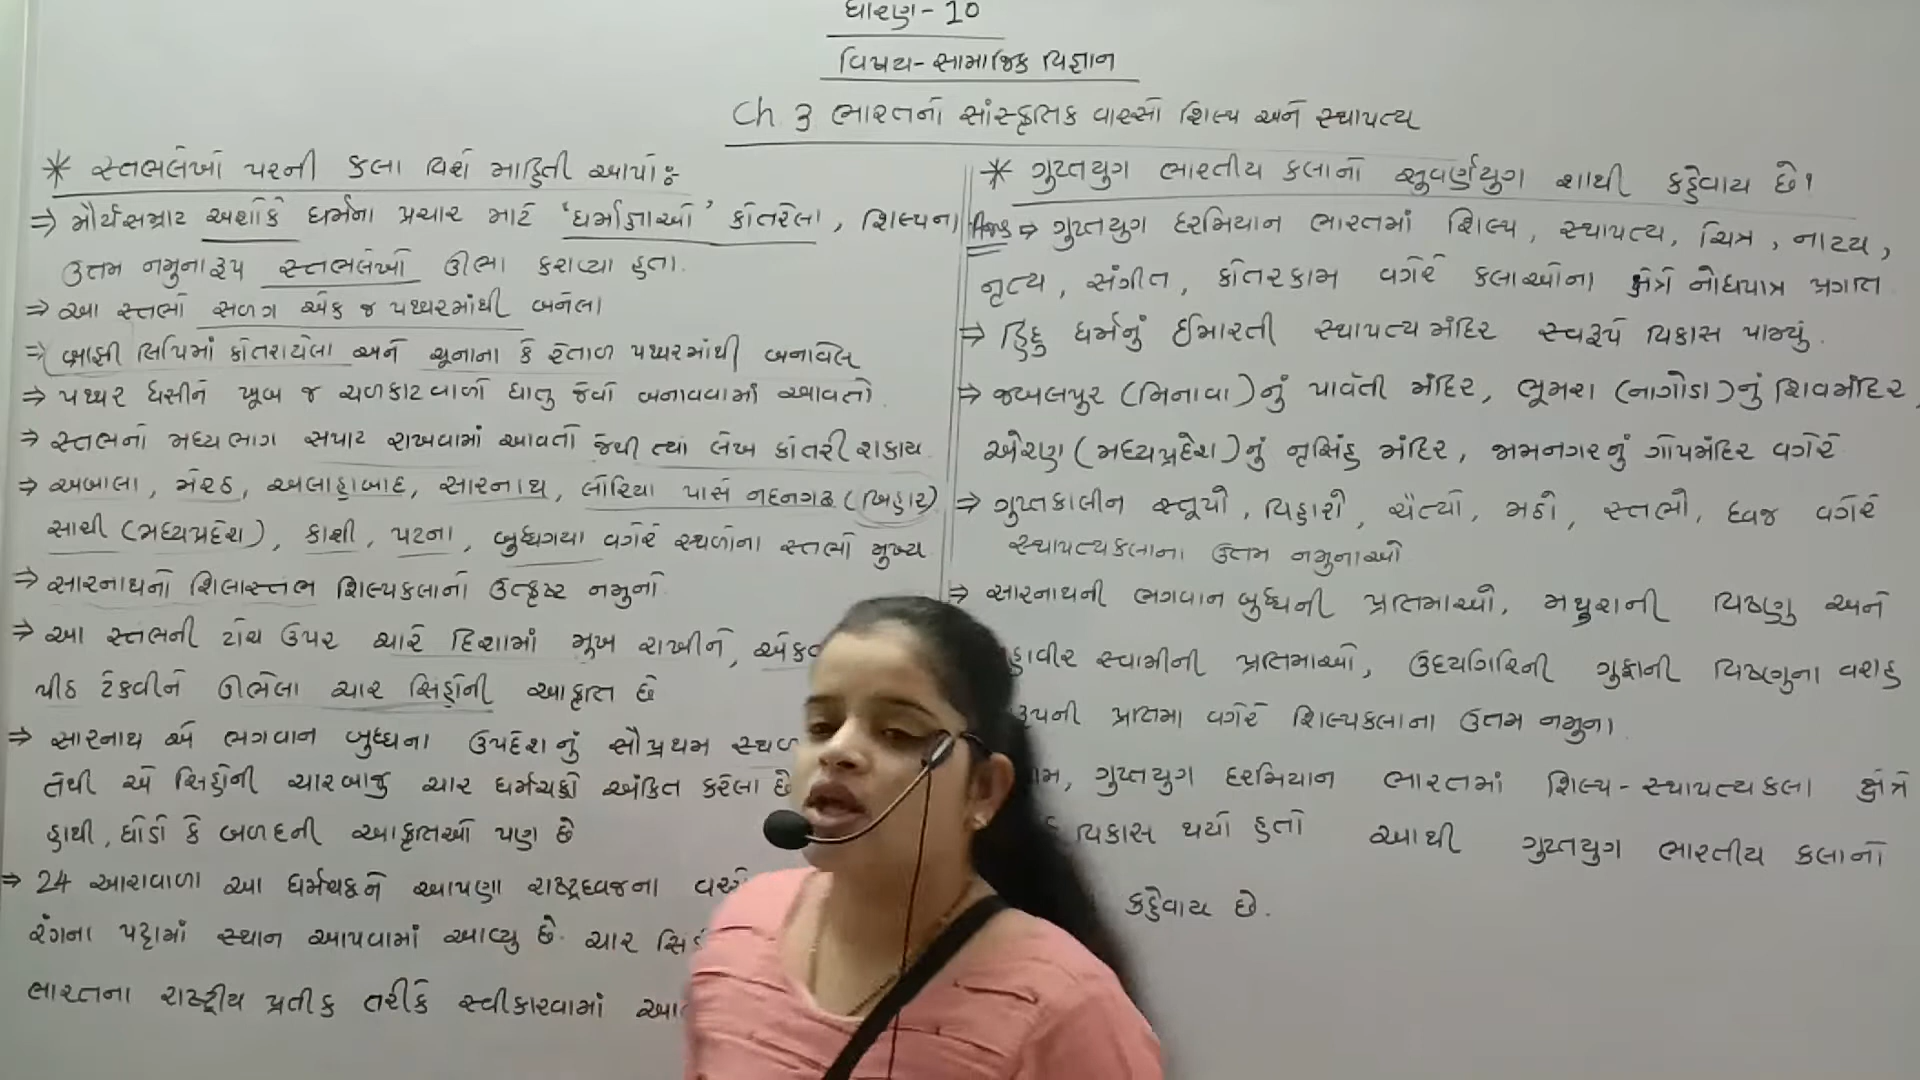 ધોરણ - 10
વિષય - સામાજિક વિજ્ઞાન
Ch 3 ભારતનો સાંસ્કૃતિક વારસો શિલ્પ અને સ્થાપત્ય
* સ્તંભલેખો પરની કલા વિશે માહિતી આપો :-
⇒ મૌર્યસમ્રાટ અશોકે ધર્મના પ્રચાર માટે 'ધર્માજ્ઞાઓ' કોતરેલા, શિલ્પના
ઉત્તમ નમુનારૂપ સ્તંભલેખો ઊભા કરાવ્યા હતા.
⇒ આ સ્તંભો સળંગ એક જ પથ્થરમાંથી બનેલા
⇒ બ્રાહ્મી લિપિમાં કોતરાયેલા અને ચૂનાના કે રેતાળ પથ્થરમાંથી બનાવેલ
⇒ પથ્થર ઘસીને ખૂબ જ ચળકાટવાળો ધાતુ જેવો બનાવવામાં આવતો.
⇒ સ્તંભનો મધ્યભાગ સપાટ રાખવામાં આવતો જેથી ત્યાં લેખ કોતરી શકાય
⇒ અંબાલા, મેરઠ, અલાહાબાદ, સારનાથ, લોરિયા પાસે નંદનગઢ (બિહાર)
સાંચી (મધ્યપ્રદેશ), કાશી, પટના, બુધ્ધગયા વગેરે સ્થળોના સ્તંભો મુખ્ય
⇒ સારનાથનો શિલાસ્તંભ શિલ્પકલાનો ઉત્કૃષ્ટ નમુનો
⇒ આ સ્તંભની ટોચ ઉપર ચારે દિશામાં મુખ રાખીને,
પીઠ ટેકવીને ઊભેલા ચાર સિંહોની આકૃતિ છે
⇒ સારનાથ એ ભગવાન બુધ્ધના ઉપદેશનું સૌપ્રથમ
તેથી એ સિંહોની ચારબાજુ ચાર ધર્મચક્રો અંકિત કરેલા છે
હાથી, ઘોડો કે બળદની આકૃતિઓ પણ છે
⇒ 24 આરાવાળા આ ધર્મચક્રને આપણા રાષ્ટ્રધ્વજના
રંગના પટ્ટામાં સ્થાન આપવામાં આવ્યુ છે. ચાર
ભારતના રાષ્ટ્રીય પ્રતીક તરીકે સ્વીકારવામાં
* ગુપ્તયુગ ભારતીય કલાનો સુવર્ણયુગ શાથી કહેવાય છે?
Ans ⇒ ગુપ્તયુગ દરમિયાન ભારતમાં શિલ્પ, સ્થાપત્ય, ચિત્ર, નાટ્ય,
નૃત્ય, સંગીત, કોતરકામ વગેરે કલાઓના ક્ષેત્રે નોંધપાત્ર પ્રગતિ
⇒ હિંદુ ધર્મનું ઈમારતી સ્થાપત્ય મંદિર સ્વરૂપે વિકાસ પામ્યું.
⇒ જબલપુર (તિનાવા)નું પાર્વતી મંદિર, ભૂમરા (નાગોડા)નું શિવમંદિર,
એરણ (મધ્યપ્રદેશ)નું નૃસિંહ મંદિર, જામનગરનું ગોપમંદિર વગેરે
⇒ ગુપ્તકાલીન સ્તૂપો, વિહારો, ચૈત્યો, મઠો, સ્તંભો, ધ્વજ વગેરે
સ્થાપત્યકલાના ઉત્તમ નમુનાઓ
⇒ સારનાથની ભગવાન બુધ્ધની પ્રતિમાઓ, મથુરાની વિષ્ણુ અને
સ્વામીની પ્રતિમાઓ, ઉદયગિરિની ગુફાની વિષ્ણુના વરાહ
પ્રતિમા વગેરે શિલ્પકલાના ઉત્તમ નમુના.
ગુપ્તયુગ દરમિયાન ભારતમાં શિલ્પ-સ્થાપત્યકલા ક્ષેત્રે
વિકાસ થયો હતો આથી ગુપ્તયુગ ભારતીય કલાનો
કહેવાય છે.